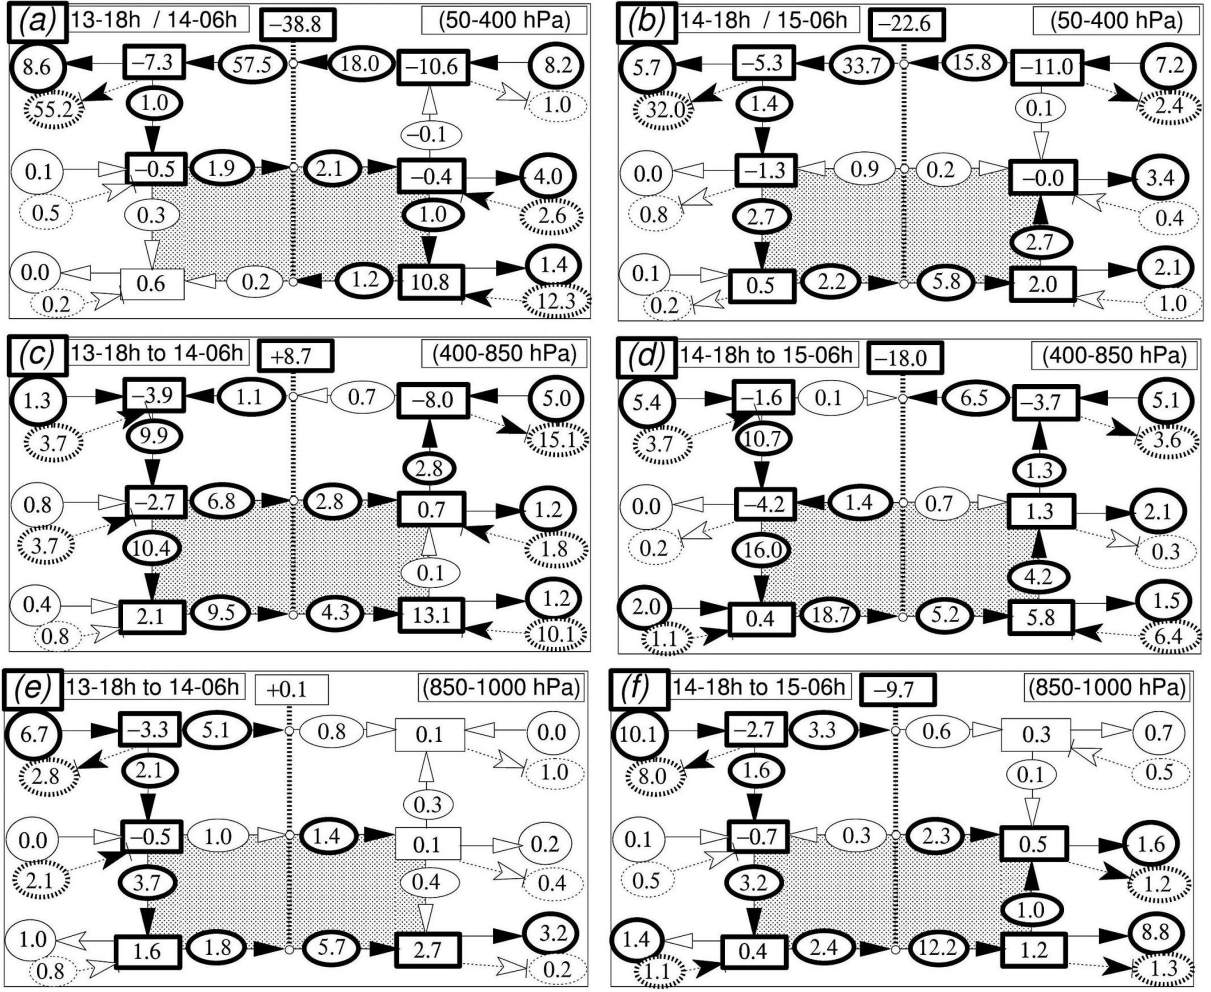 (a) 13-18h / 14-06h −38.8 (50-400 hPa)
8.6 −7.3 57.5 18.0 −10.6 8.2
55.2 1.0 1.0
−0.1
0.1 −0.5 1.9 2.1 −0.4 4.0
0.5 0.3 1.0 2.6
0.0 0.6 0.2 1.2 10.8 1.4
0.2 12.3
(b) 14-18h / 15-06h −22.6 (50-400 hPa)
5.7 −5.3 33.7 15.8 −11.0 7.2
32.0 1.4 0.1 2.4
0.0 −1.3 0.9 0.2 −0.0 3.4
0.8 2.7 0.4
2.7
0.1 0.5 2.2 5.8 2.0 2.1
0.2 1.0
(c) 13-18h to 14-06h +8.7 (400-850 hPa)
1.3 −3.9 1.1 0.7 −8.0 5.0
3.7 9.9 15.1
2.8
0.8 −2.7 6.8 2.8 0.7 1.2
3.7 10.4 1.8
0.1
0.4 2.1 9.5 4.3 13.1 1.2
0.8 10.1
(d) 14-18h to 15-06h −18.0 (400-850 hPa)
5.4 −1.6 0.1 6.5 −3.7 5.1
3.7 10.7 3.6
1.3
0.0 −4.2 1.4 0.7 1.3 2.1
0.2 16.0 0.3
4.2
2.0 0.4 18.7 5.2 5.8 1.5
1.1 6.4
(e) 13-18h to 14-06h +0.1 (850-1000 hPa)
6.7 −3.3 5.1 0.8 0.1 0.0
2.8 2.1 1.0
0.3
0.0 −0.5 1.0 1.4 0.1 0.2
2.1 3.7 0.4 0.4
1.0 1.6 1.8 5.7 2.7 3.2
0.8 0.2
(f) 14-18h to 15-06h −9.7 (850-1000 hPa)
10.1 −2.7 3.3 0.6 0.3 0.7
8.0 1.6 0.1 0.5
0.1 −0.7 0.3 2.3 0.5 1.6
0.5 3.2 1.2
1.0
1.4 0.4 2.4 12.2 1.2 8.8
1.1 1.3